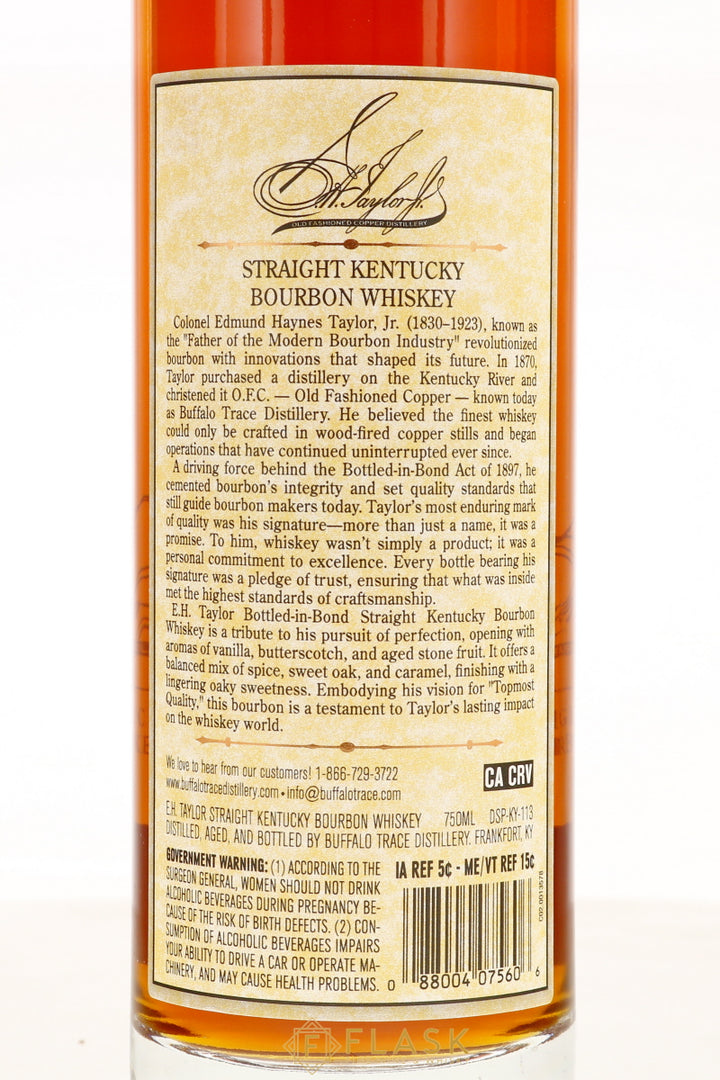 E.H. Taylor, Jr.
OLD FASHIONED COPPER DISTILLERY
STRAIGHT KENTUCKY
BOURBON WHISKEY
Colonel Edmund Haynes Taylor, Jr. (1830–1923), known as
the "Father of the Modern Bourbon Industry" revolutionized
bourbon with innovations that shaped its future. In 1870,
Taylor purchased a distillery on the Kentucky River and
christened it O.F.C. — Old Fashioned Copper — known today
as Buffalo Trace Distillery. He believed the finest whiskey
could only be crafted in wood-fired copper stills and began
operations that have continued uninterrupted ever since.
A driving force behind the Bottled-in-Bond Act of 1897, he
cemented bourbon's integrity and set quality standards that
still guide bourbon makers today. Taylor's most enduring mark
of quality was his signature—more than just a name, it was a
promise. To him, whiskey wasn't simply a product; it was a
personal commitment to excellence. Every bottle bearing his
signature was a pledge of trust, ensuring that what was inside
met the highest standards of craftsmanship.
E.H. Taylor Bottled-in-Bond Straight Kentucky Bourbon
Whiskey is a tribute to his pursuit of perfection, opening with
aromas of vanilla, butterscotch, and aged stone fruit. It offers a
balanced mix of spice, sweet oak, and caramel, finishing with a
lingering oaky sweetness. Embodying his vision for "Topmost
Quality," this bourbon is a testament to Taylor's lasting impact
on the whiskey world.
We love to hear from our customers! 1-866-729-3722
www.buffalotracedistillery.com • info@buffalotrace.com
CA CRV
E.H. TAYLOR STRAIGHT KENTUCKY BOURBON WHISKEY 750ML DSP-KY-113
DISTILLED, AGED, AND BOTTLED BY BUFFALO TRACE DISTILLERY. FRANKFORT, KY
GOVERNMENT WARNING: (1) ACCORDING TO THE
SURGEON GENERAL, WOMEN SHOULD NOT DRINK
ALCOHOLIC BEVERAGES DURING PREGNANCY BE-
CAUSE OF THE RISK OF BIRTH DEFECTS. (2) CON-
SUMPTION OF ALCOHOLIC BEVERAGES IMPAIRS
YOUR ABILITY TO DRIVE A CAR OR OPERATE MA-
CHINERY, AND MAY CAUSE HEALTH PROBLEMS.
IA REF 5¢ - ME/VT REF 15¢
C02.0013578
0 88004 07560 6
FLASK